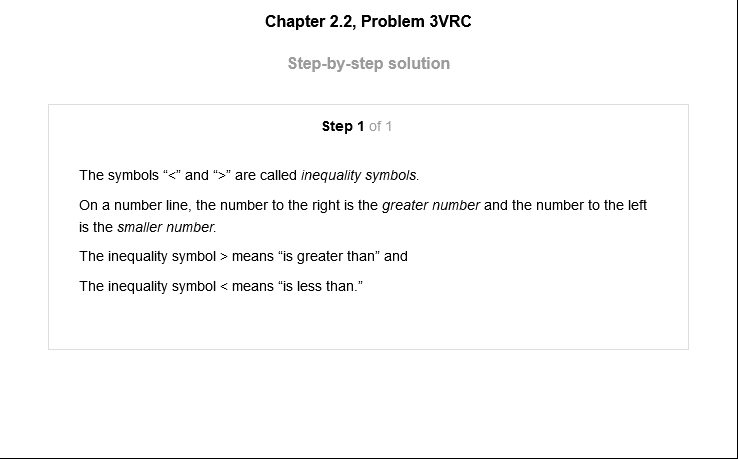 Chapter 2.2, Problem 3VRC
Step-by-step solution
Step 1 of 1
The symbols “<” and “>” are called inequality symbols.
On a number line, the number to the right is the greater number and the number to the left
is the smaller number.
The inequality symbol > means “is greater than” and
The inequality symbol < means “is less than.”